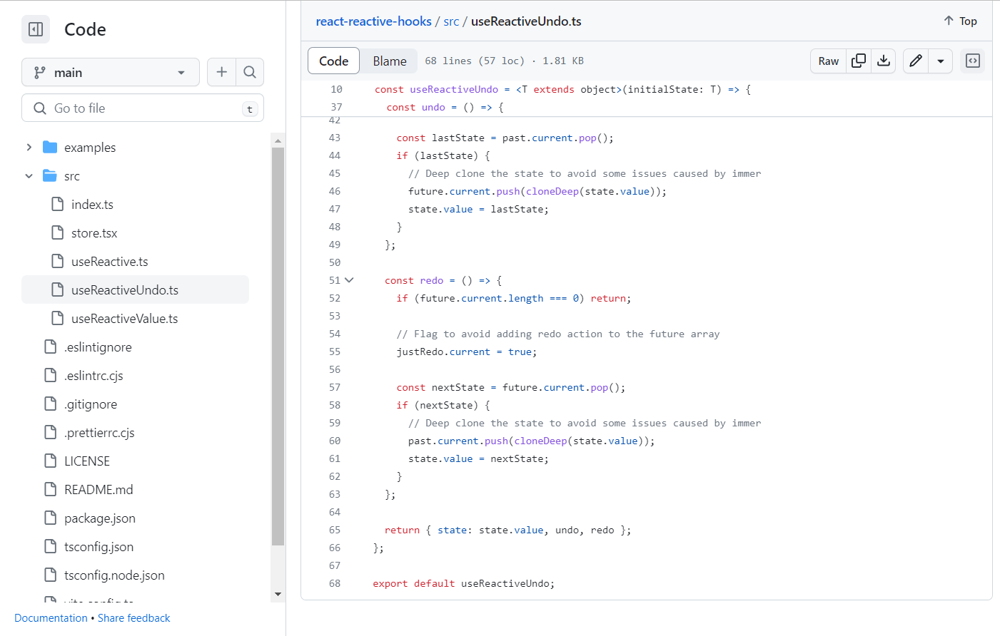 Code
main
Go to file
t
examples
src
index.ts
store.tsx
useReactive.ts
useReactiveUndo.ts
useReactiveValue.ts
.eslintignore
.eslintrc.cjs
.gitignore
.prettierrc.cjs
LICENSE
README.md
package.json
tsconfig.json
tsconfig.node.json
Documentation • Share feedback
react-reactive-hooks / src / useReactiveUndo.ts
Top
Code Blame 68 lines (57 loc) · 1.81 KB
Raw
10 const useReactiveUndo = <T extends object>(initialState: T) => {
37 const undo = () => {
42
43 const lastState = past.current.pop();
44 if (lastState) {
45 // Deep clone the state to avoid some issues caused by immer
46 future.current.push(cloneDeep(state.value));
47 state.value = lastState;
48 }
49 };
50
51 const redo = () => {
52 if (future.current.length === 0) return;
53
54 // Flag to avoid adding redo action to the future array
55 justRedo.current = true;
56
57 const nextState = future.current.pop();
58 if (nextState) {
59 // Deep clone the state to avoid some issues caused by immer
60 past.current.push(cloneDeep(state.value));
61 state.value = nextState;
62 }
63 };
64
65 return { state: state.value, undo, redo };
66 };
67
68 export default useReactiveUndo;